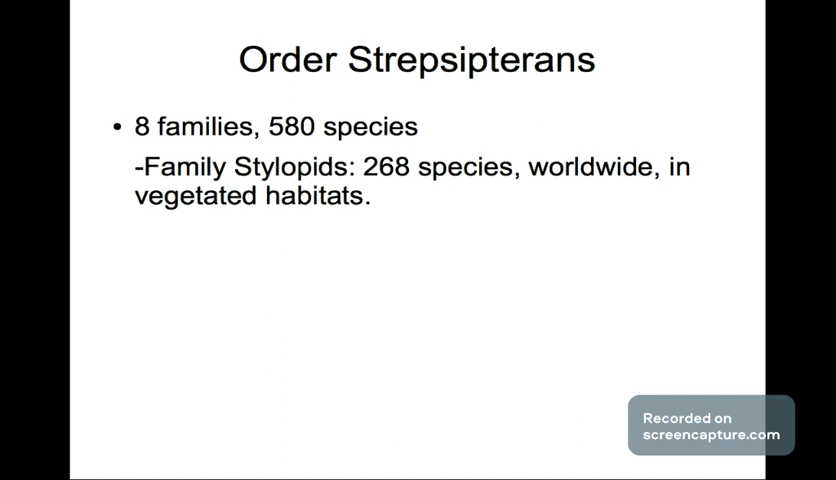 Order Strepsipterans
• 8 families, 580 species
-Family Stylopids: 268 species, worldwide, in
vegetated habitats.
Recorded on
screencapture.com